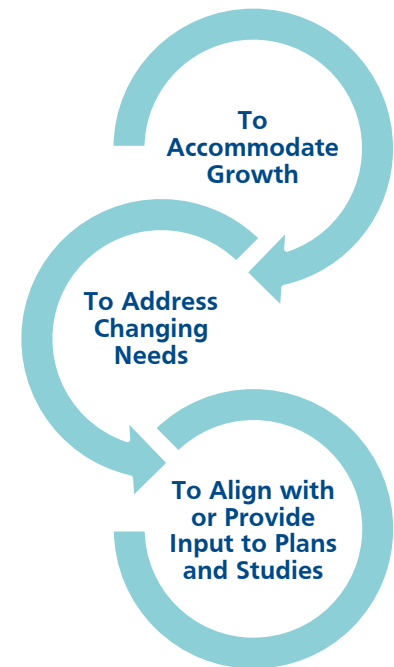 To
Accommodate
Growth
To Address
Changing
Needs
To Align with
or Provide
Input to Plans
and Studies